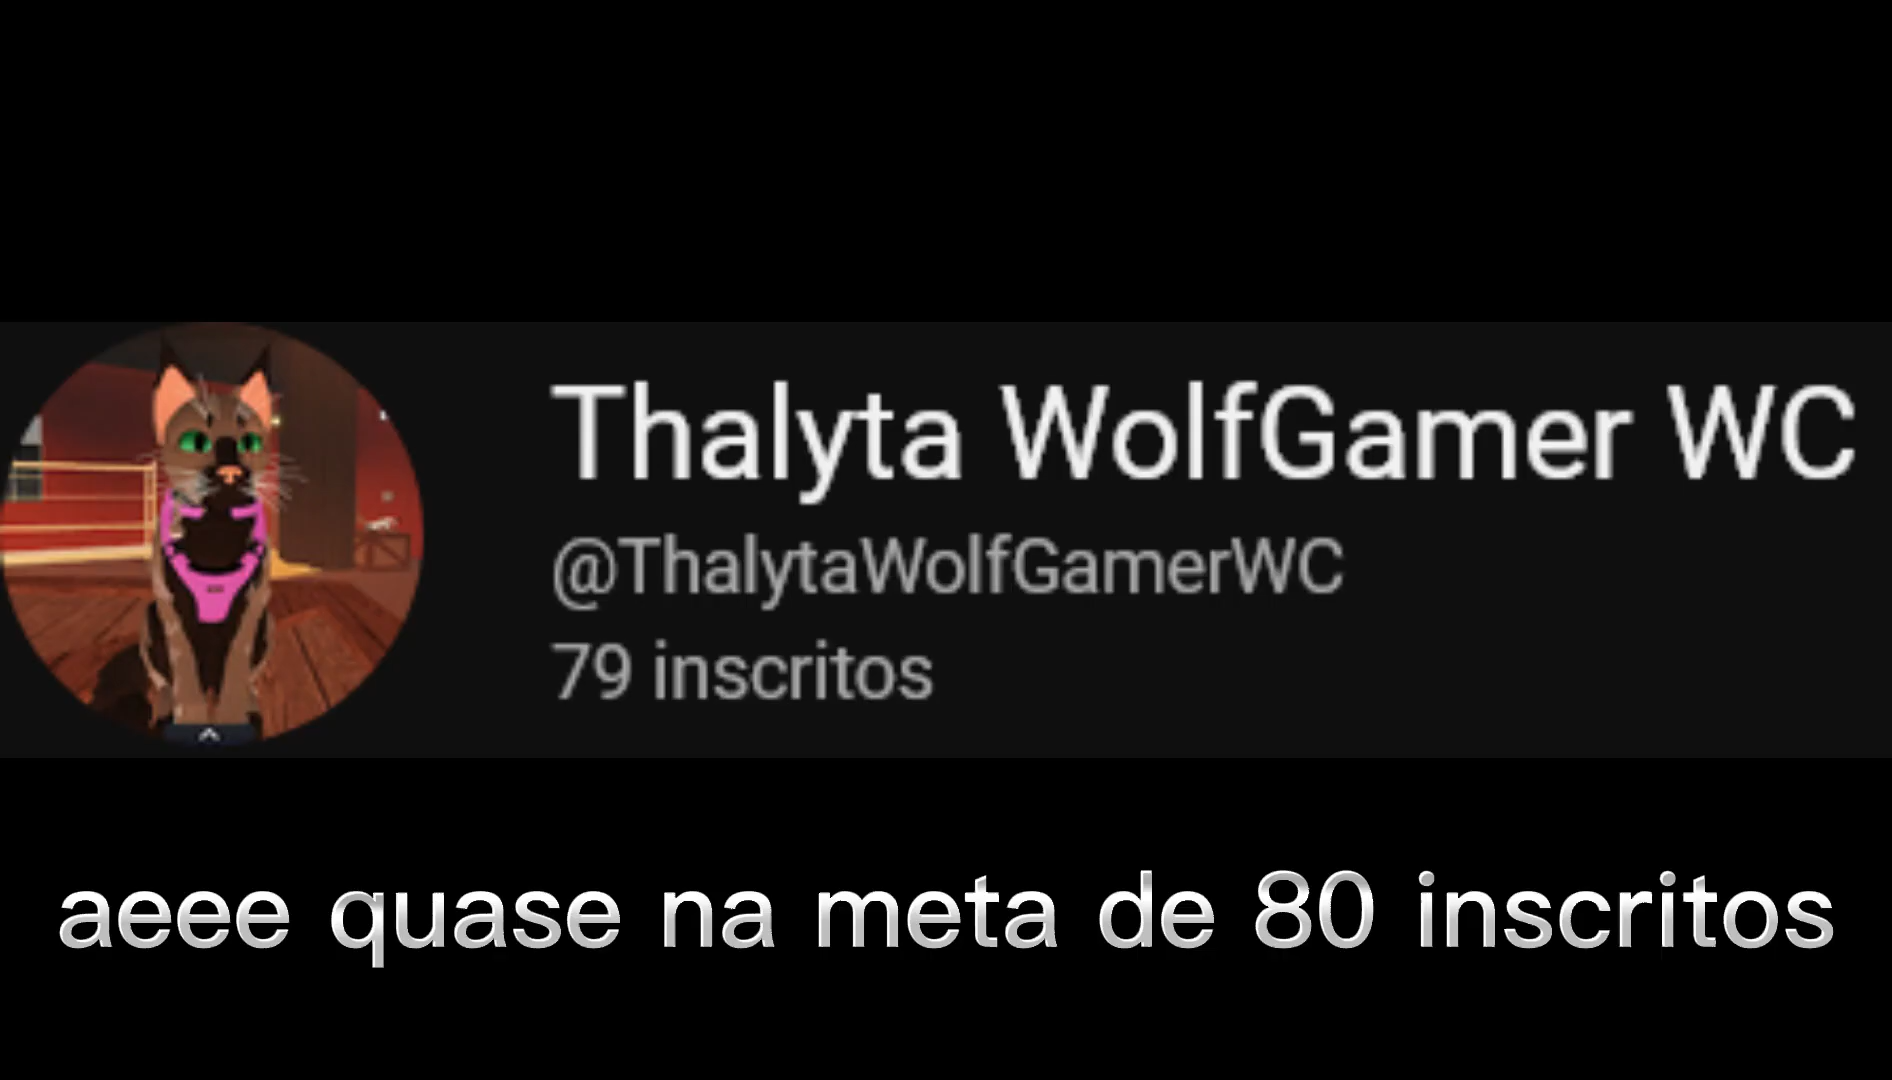 Thalyta WolfGamer WC
@ThalytaWolfGamerWC
79 inscritos
aeee quase na meta de 80 inscritos